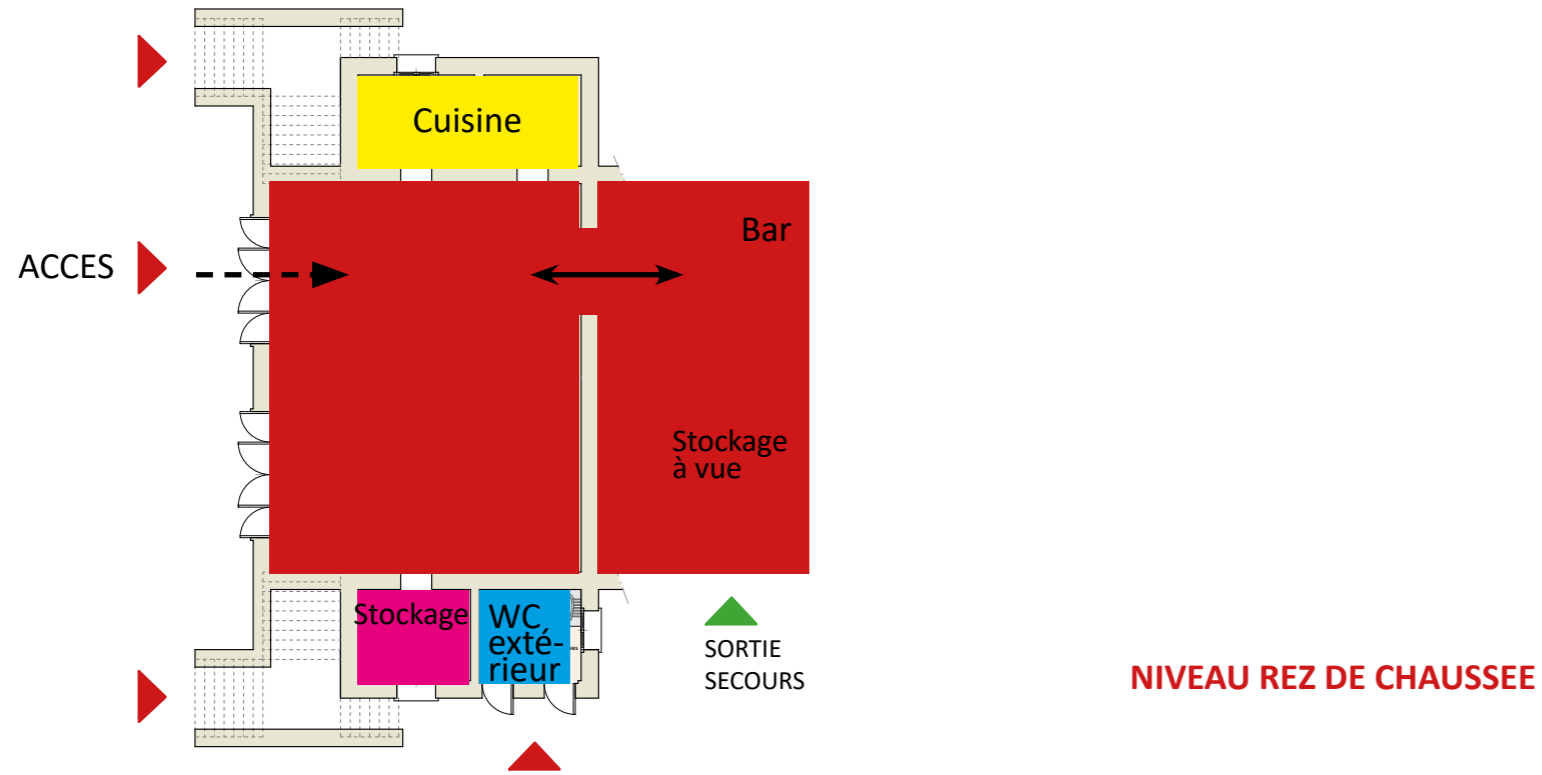 Cuisine
Bar
ACCES
Stockage
à vue
Stockage
WC
exté-
rieur
SORTIE
SECOURS
NIVEAU REZ DE CHAUSSEE